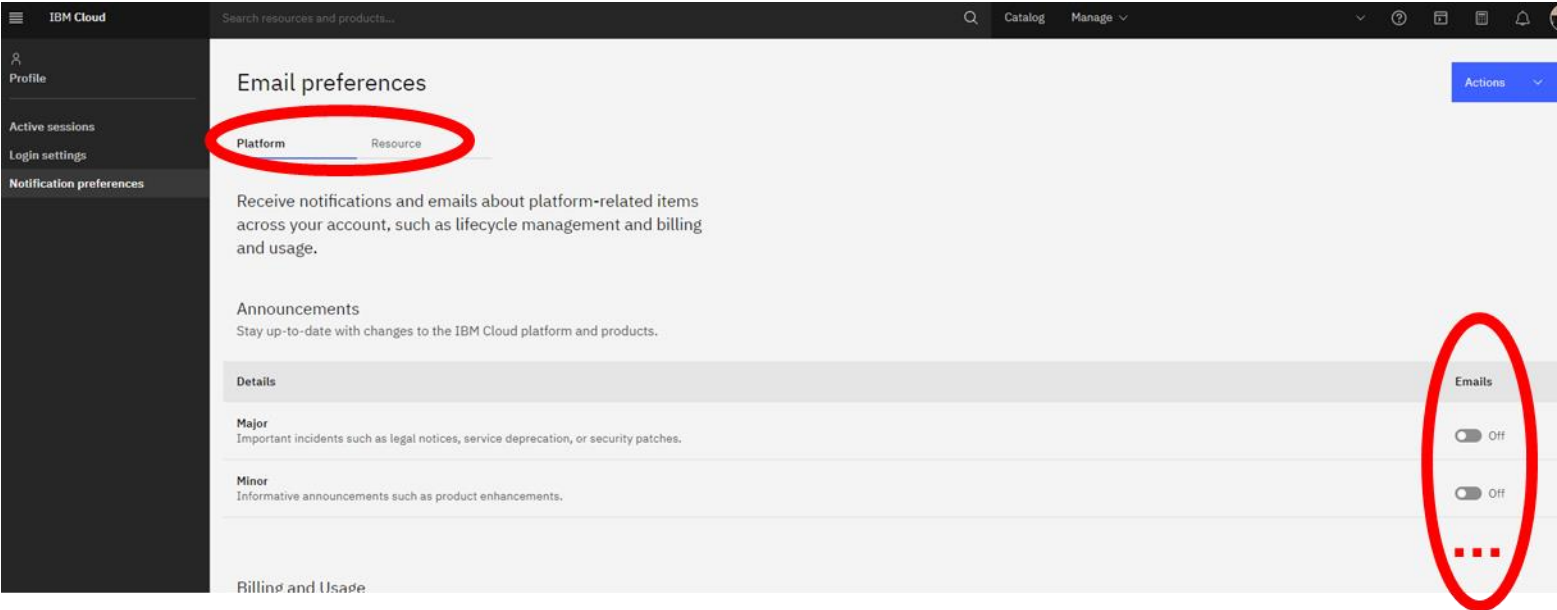 IBM Cloud
Search resources and products...
Catalog
Manage
Profile
Active sessions
Login settings
Notification preferences
Email preferences
Actions
Platform
Resource
Receive notifications and emails about platform-related items
across your account, such as lifecycle management and billing
and usage.
Announcements
Stay up-to-date with changes to the IBM Cloud platform and products.
Details
Emails
Major
Important incidents such as legal notices, service deprecation, or security patches.
Off
Minor
Informative announcements such as product enhancements.
Off
...
Billing and Usage